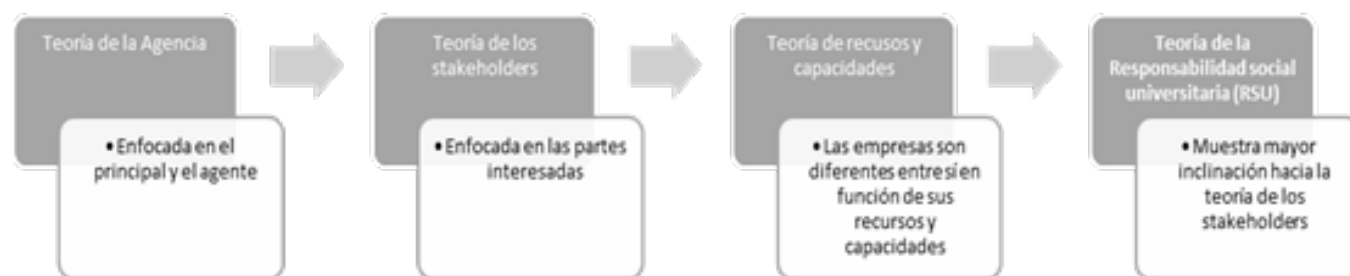 Teoría de la Agencia
• Enfocada en el
principal y el agente
Teoría de los
stakeholders
• Enfocada en las partes
interesadas
Teoría de recusos y
capacidades
• Las empresas son
diferentes entre sí en
función de sus
recursos y
capacidades
Teoría de la
Responsabilidad social
universitaria (RSU)
• Muestra mayor
inclinación hacia la
teoría de los
stakeholders